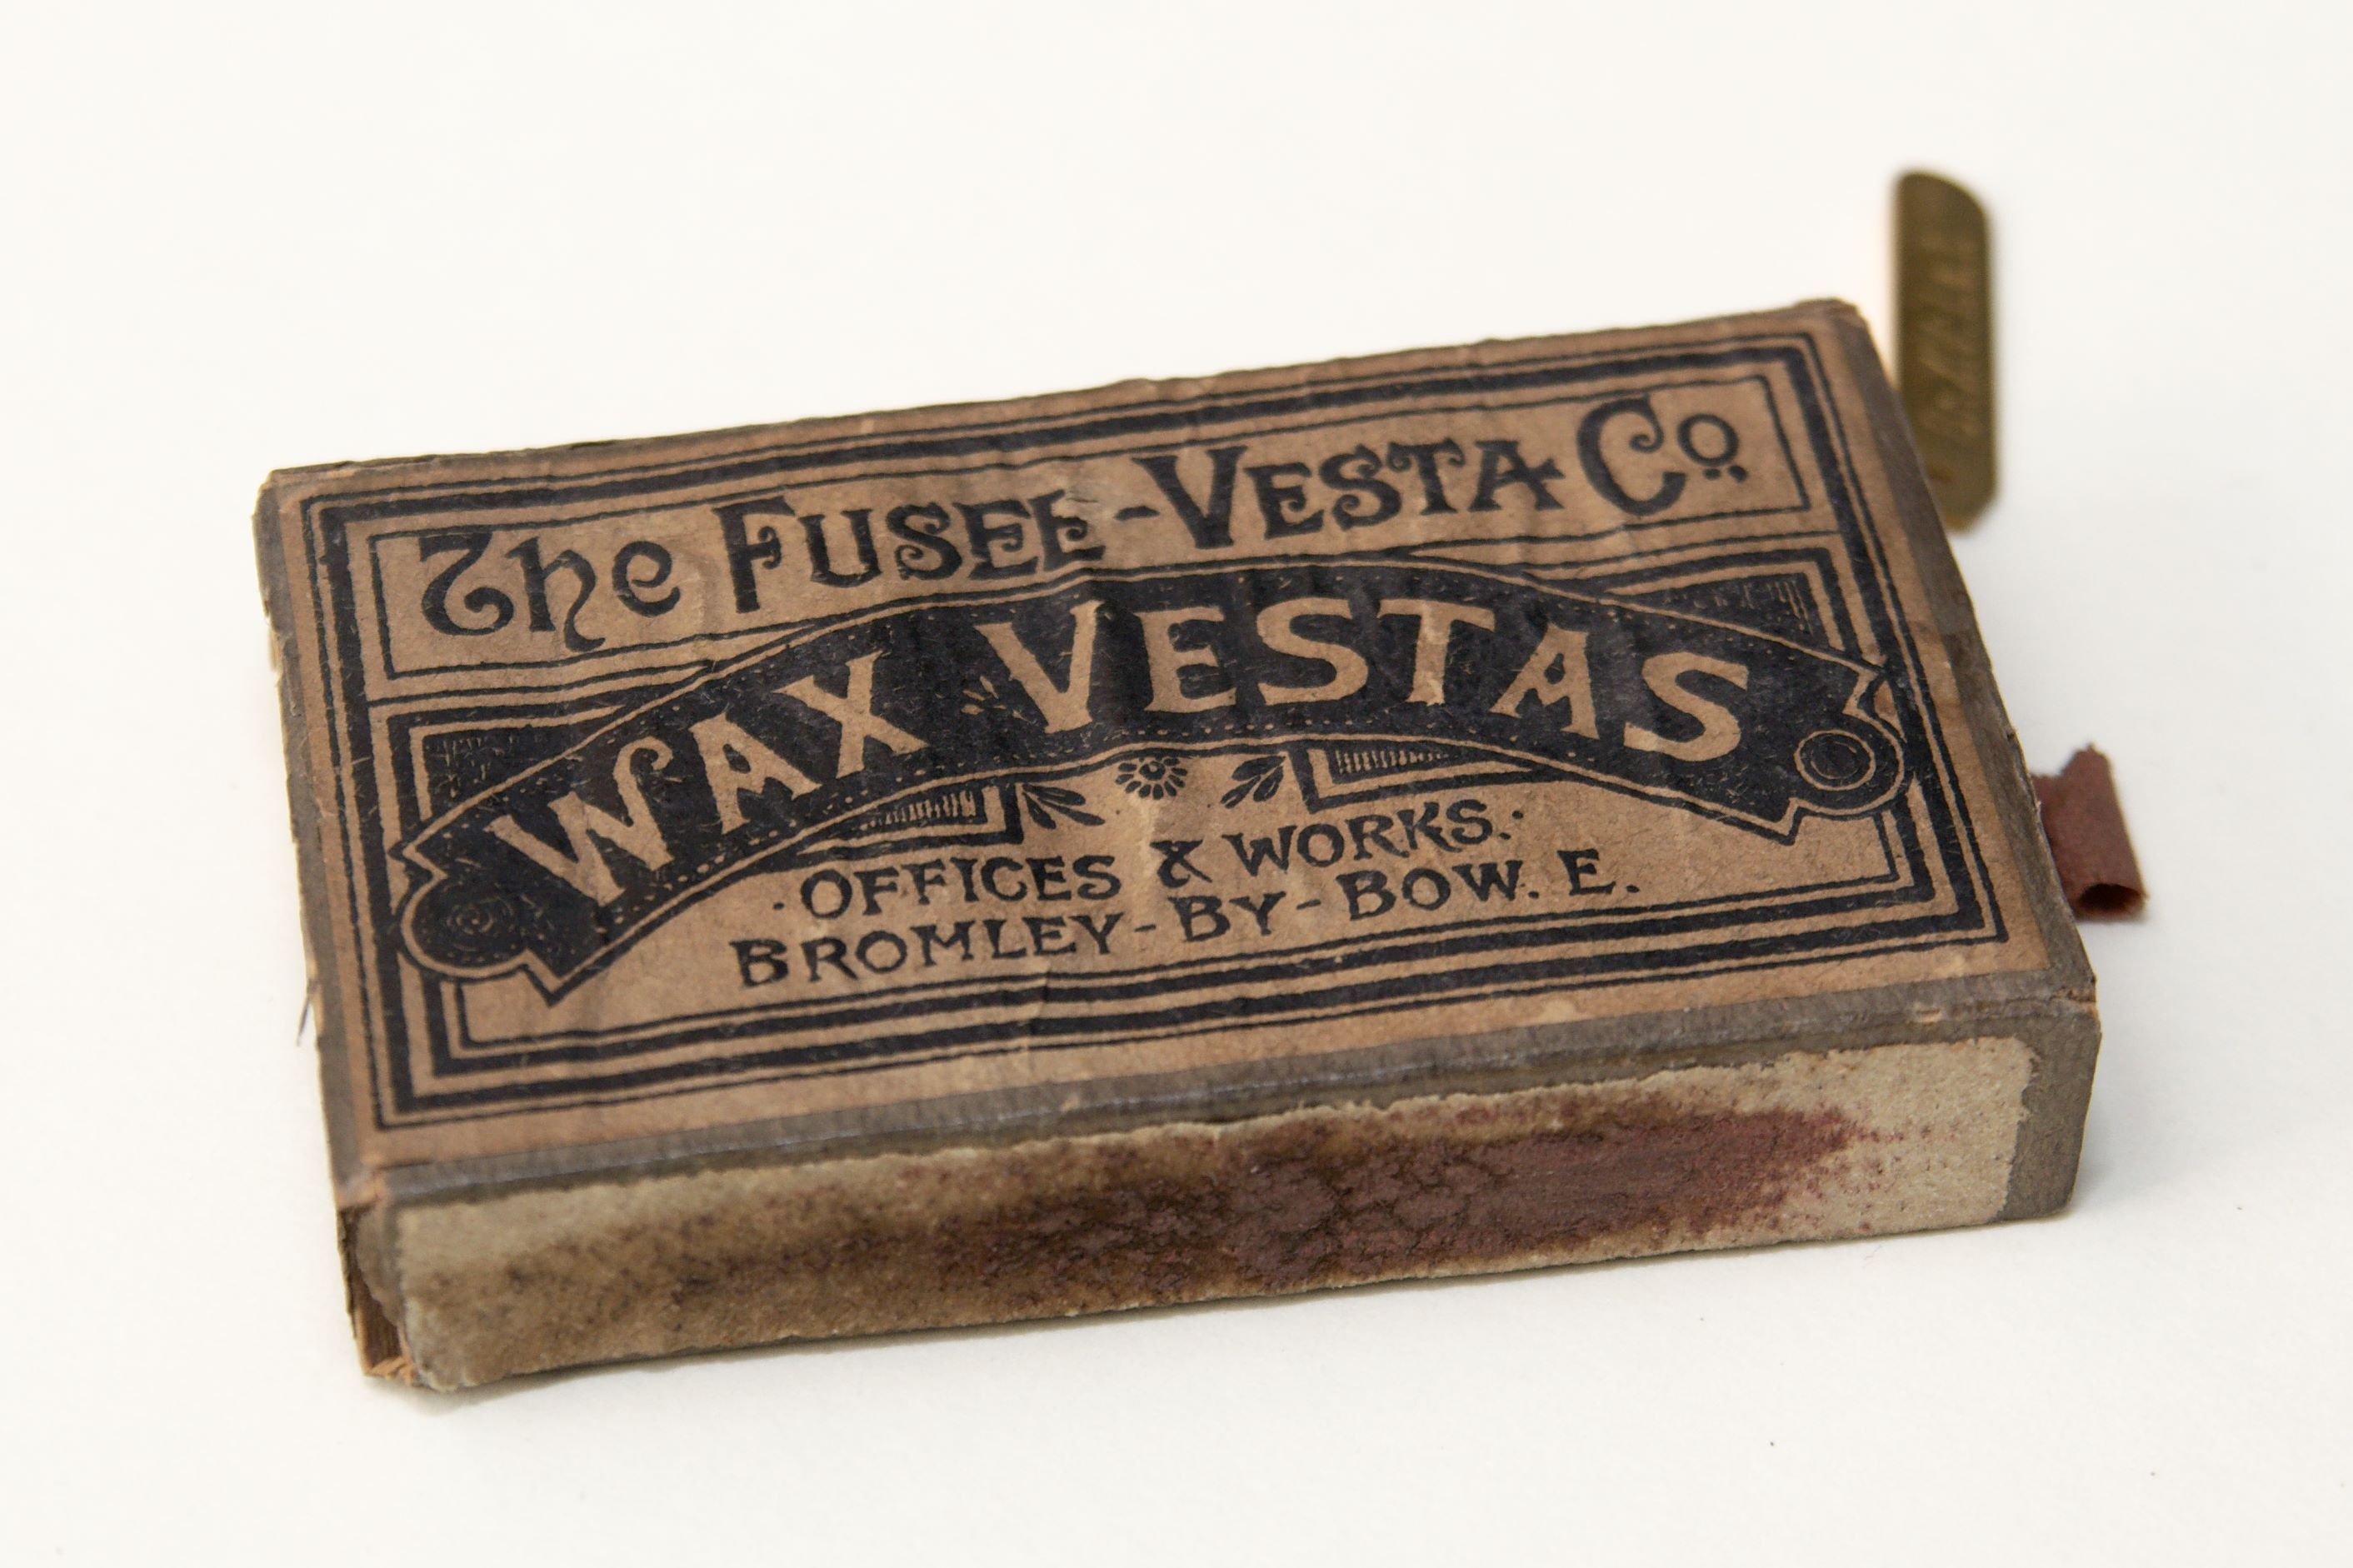 The FUSEE-VESTA Co.
WAX VESTAS
·OFFICES & WORKS.·
BROMLEY-BY-BOW. E.